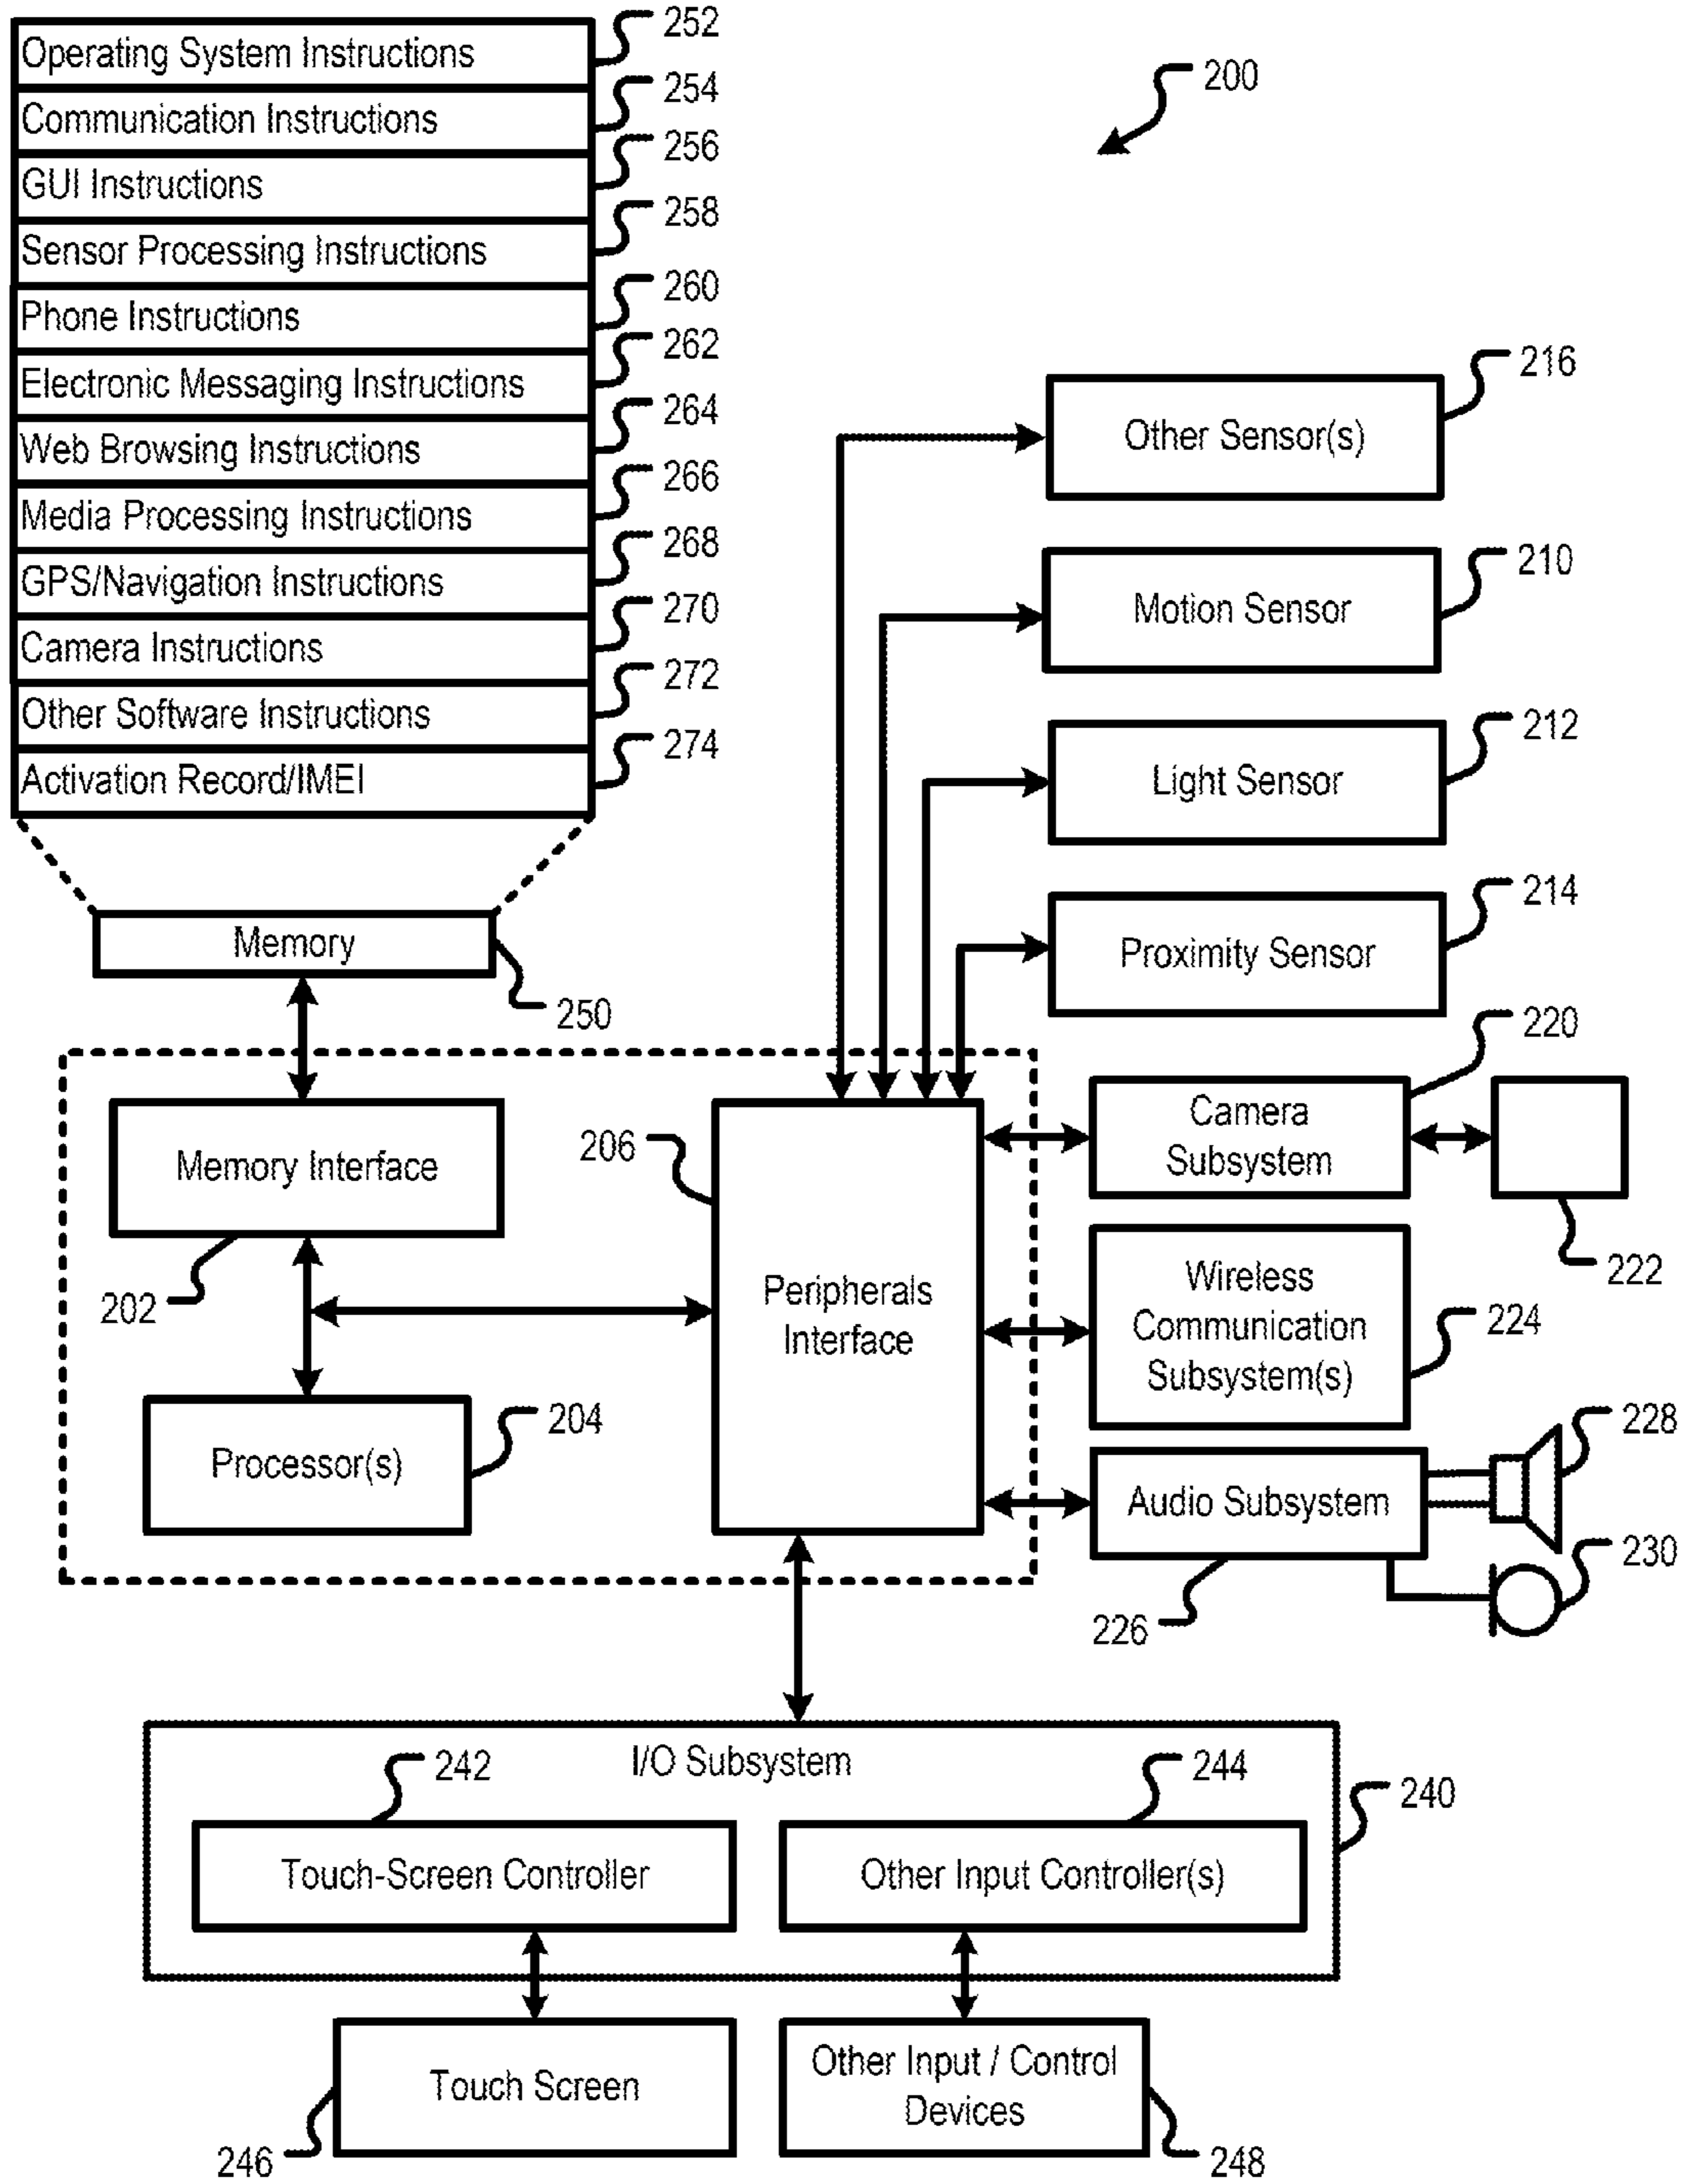 Operating System Instructions
252
Communication Instructions
254
GUI Instructions
256
Sensor Processing Instructions
258
Phone Instructions
260
Electronic Messaging Instructions
262
Web Browsing Instructions
264
Media Processing Instructions
266
GPS/Navigation Instructions
268
Camera Instructions
270
Other Software Instructions
272
Activation Record/IMEI
274
200
Memory
250
Other Sensor(s)
216
Motion Sensor
210
Light Sensor
212
Proximity Sensor
214
Memory Interface
202
Processor(s)
204
206
Peripherals
Interface
Camera
Subsystem
220
222
Wireless
Communication
Subsystem(s)
224
Audio Subsystem
226
228
230
I/O Subsystem
240
242
Touch-Screen Controller
244
Other Input Controller(s)
Touch Screen
246
Other Input / Control
Devices
248